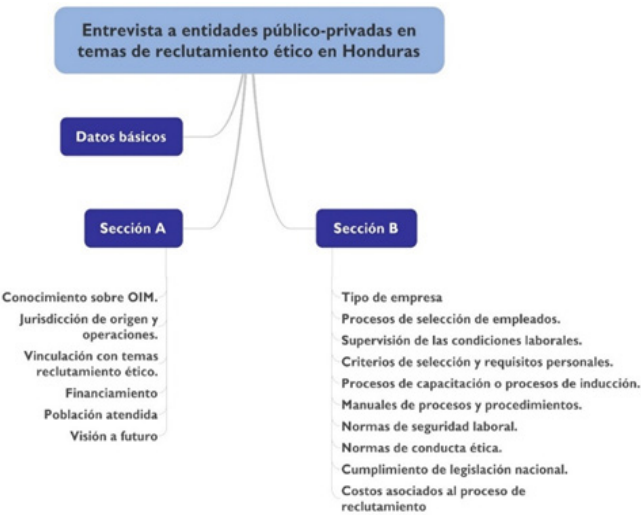 Entrevista a entidades público-privadas en
temas de reclutamiento ético en Honduras
Datos básicos
Sección A
Conocimiento sobre OIM.
Jurisdicción de origen y
operaciones.
Vinculación con temas
reclutamiento ético.
Financiamiento
Población atendida
Visión a futuro
Sección B
Tipo de empresa
Procesos de selección de empleados.
Supervisión de las condiciones laborales.
Criterios de selección y requisitos personales.
Procesos de capacitación o procesos de inducción.
Manuales de procesos y procedimientos.
Normas de seguridad laboral.
Normas de conducta ética.
Cumplimiento de legislación nacional.
Costos asociados al proceso de
reclutamiento